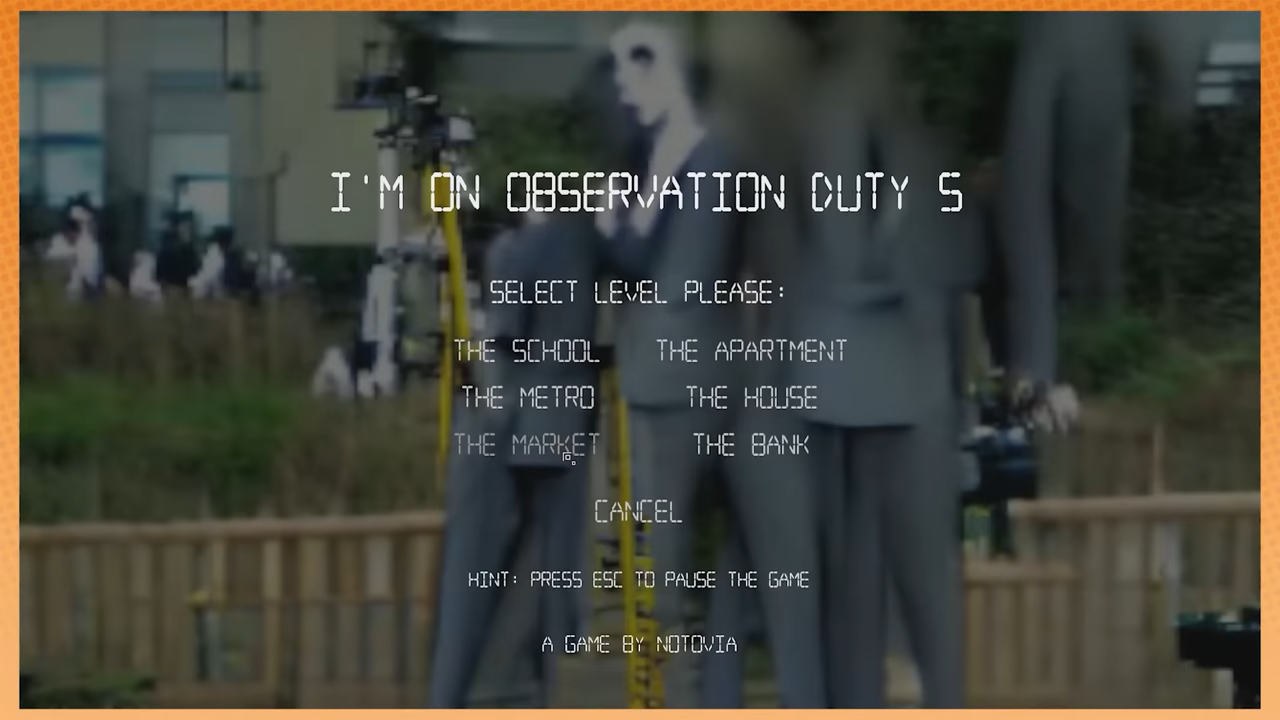 I'M ON OBSERVATION DUTY 5
SELECT LEVEL PLEASE:
THE SCHOOL THE APARTMENT
THE METRO THE HOUSE
THE MARKET THE BANK
CANCEL
HINT: PRESS ESC TO PAUSE THE GAME
A GAME BY NOTOVIA